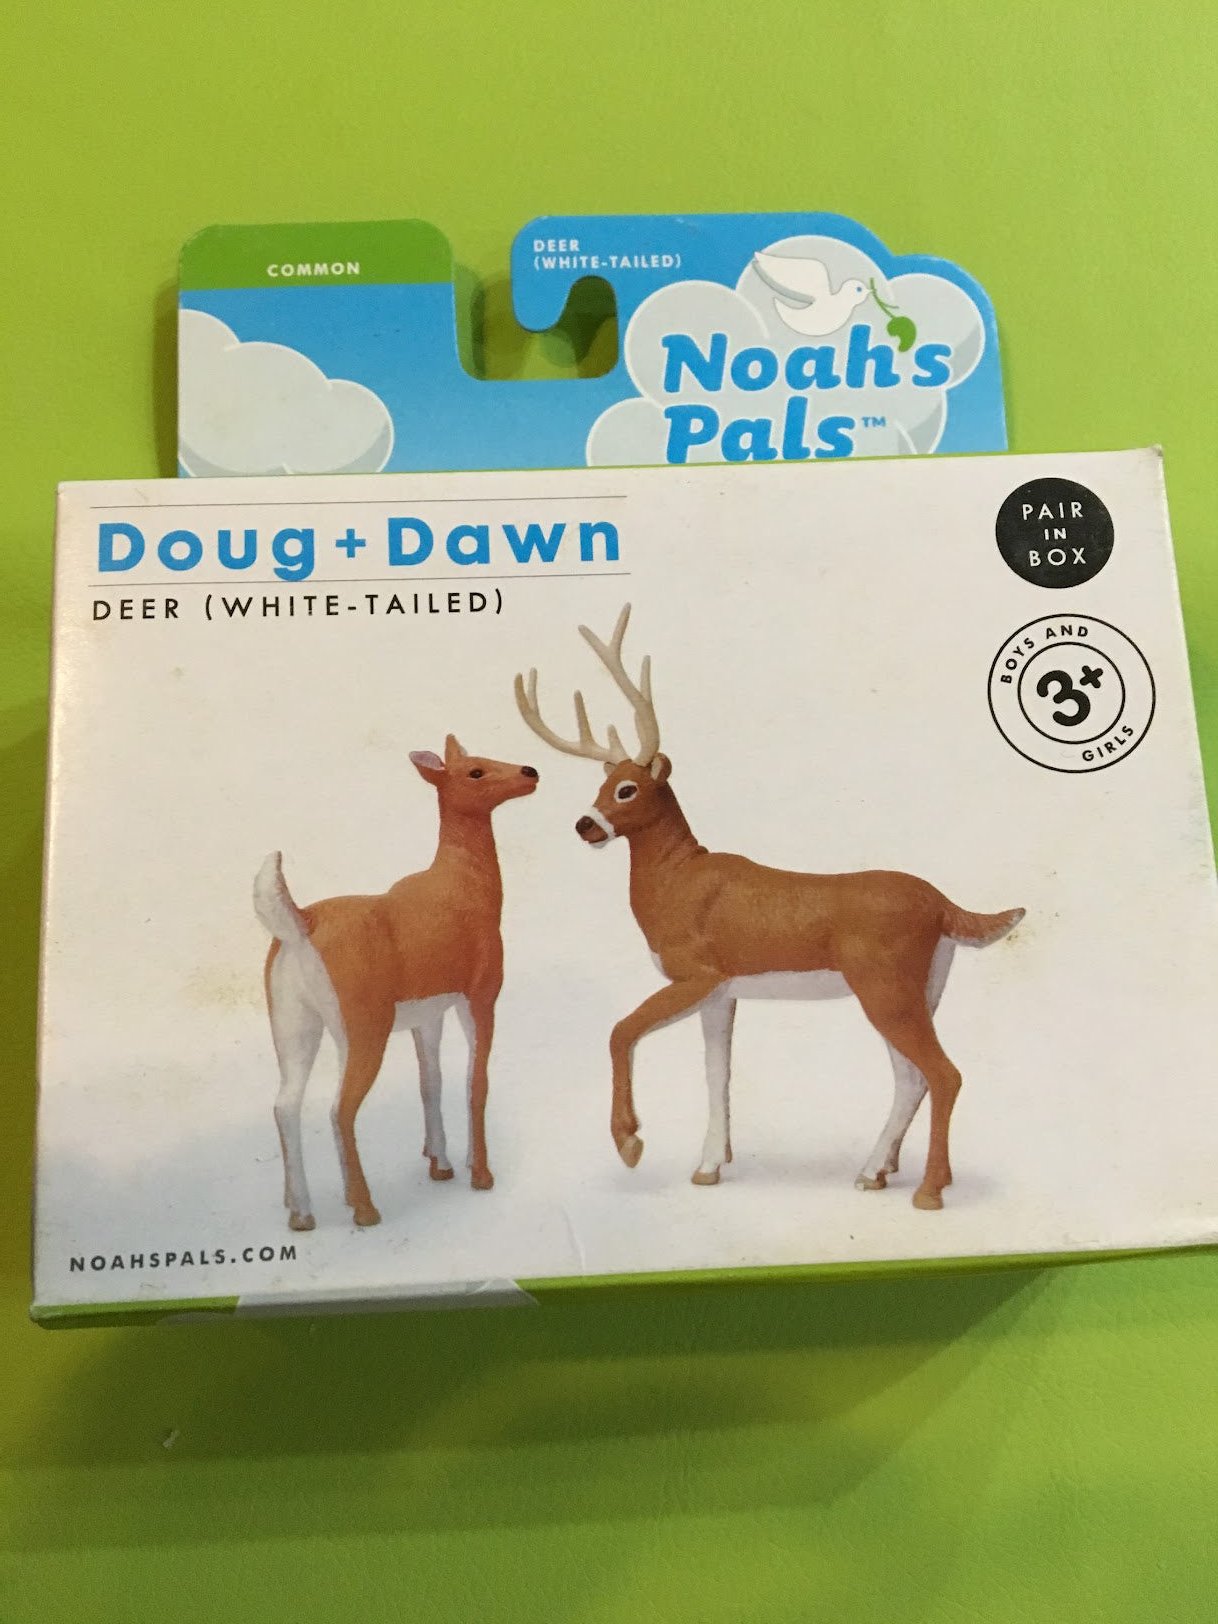 COMMON
DEER
(WHITE-TAILED)
Noah's
Pals™
Doug + Dawn
DEER (WHITE-TAILED)
PAIR
IN
BOX
BOYS AND
3+
GIRLS
NOAHSPALS.COM